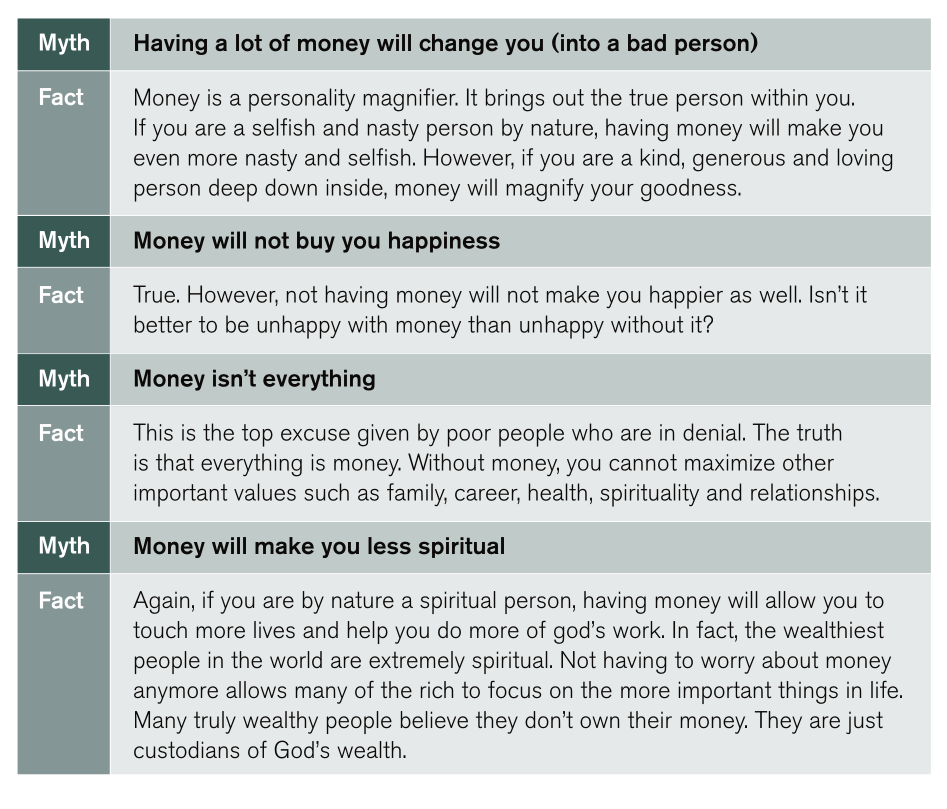 Myth Having a lot of money will change you (into a bad person)
Fact Money is a personality magnifier. It brings out the true person within you.
If you are a selfish and nasty person by nature, having money will make you
even more nasty and selfish. However, if you are a kind, generous and loving
person deep down inside, money will magnify your goodness.
Myth Money will not buy you happiness
Fact True. However, not having money will not make you happier as well. Isn’t it
better to be unhappy with money than unhappy without it?
Myth Money isn’t everything
Fact This is the top excuse given by poor people who are in denial. The truth
is that everything is money. Without money, you cannot maximize other
important values such as family, career, health, spirituality and relationships.
Myth Money will make you less spiritual
Fact Again, if you are by nature a spiritual person, having money will allow you to
touch more lives and help you do more of god’s work. In fact, the wealthiest
people in the world are extremely spiritual. Not having to worry about money
anymore allows many of the rich to focus on the more important things in life.
Many truly wealthy people believe they don’t own their money. They are just
custodians of God’s wealth.